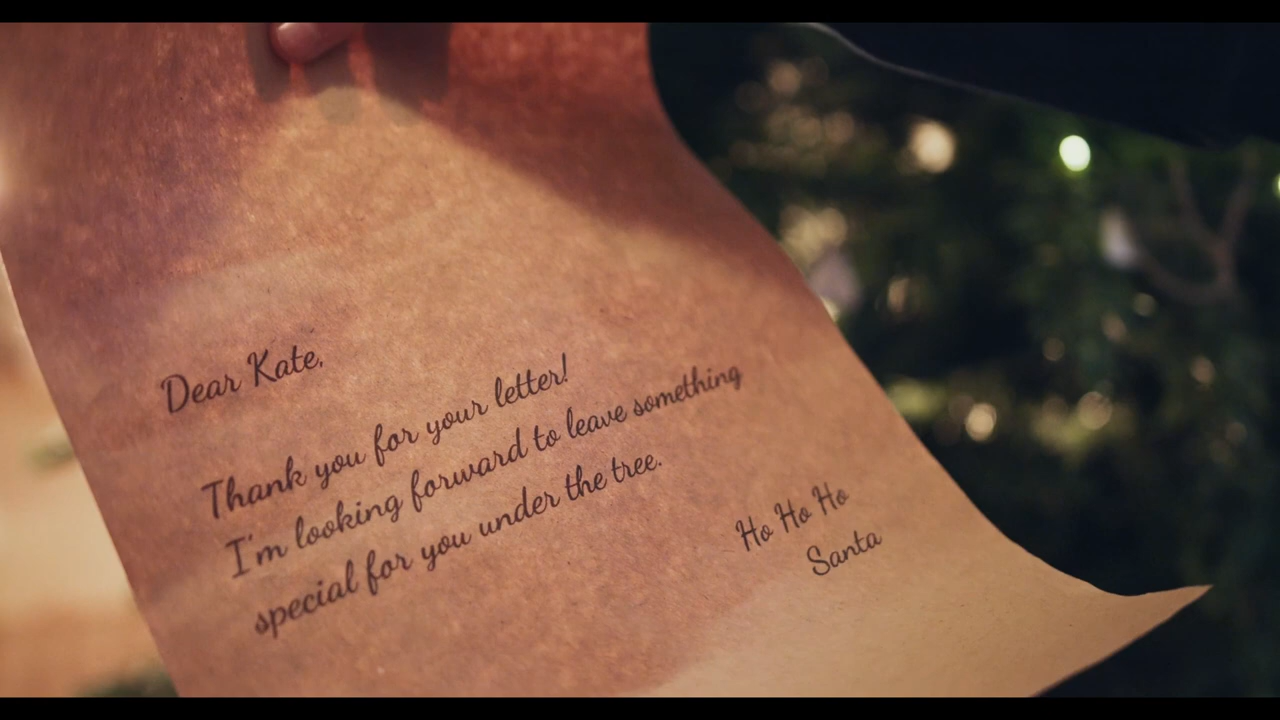 Dear Kate,
Thank you for your letter!
I'm looking forward to leave something
special for you under the tree.
Ho Ho Ho
Santa